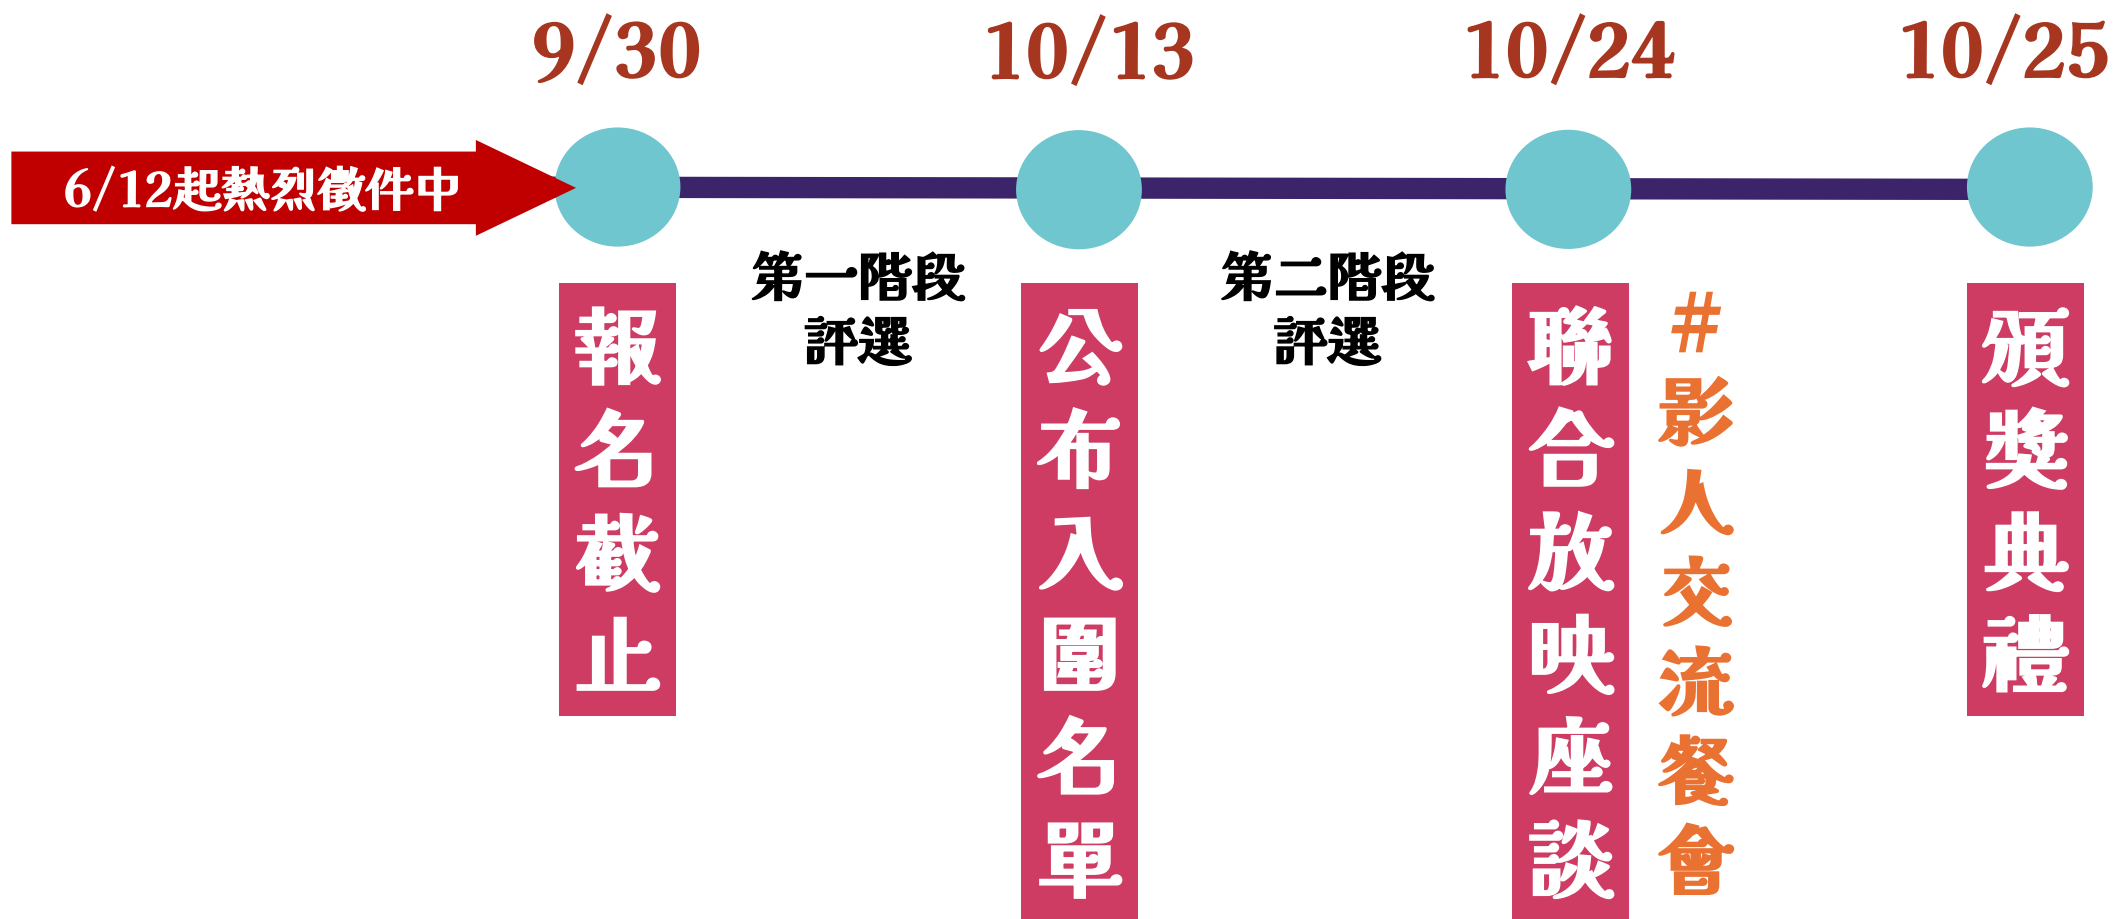 9/30
10/13
10/24
10/25
6/12起熱烈徵件中
第一階段
評選
第二階段
評選
報名截止
公布入圍名單
聯合放映座談
#影人交流餐會
頒獎典禮